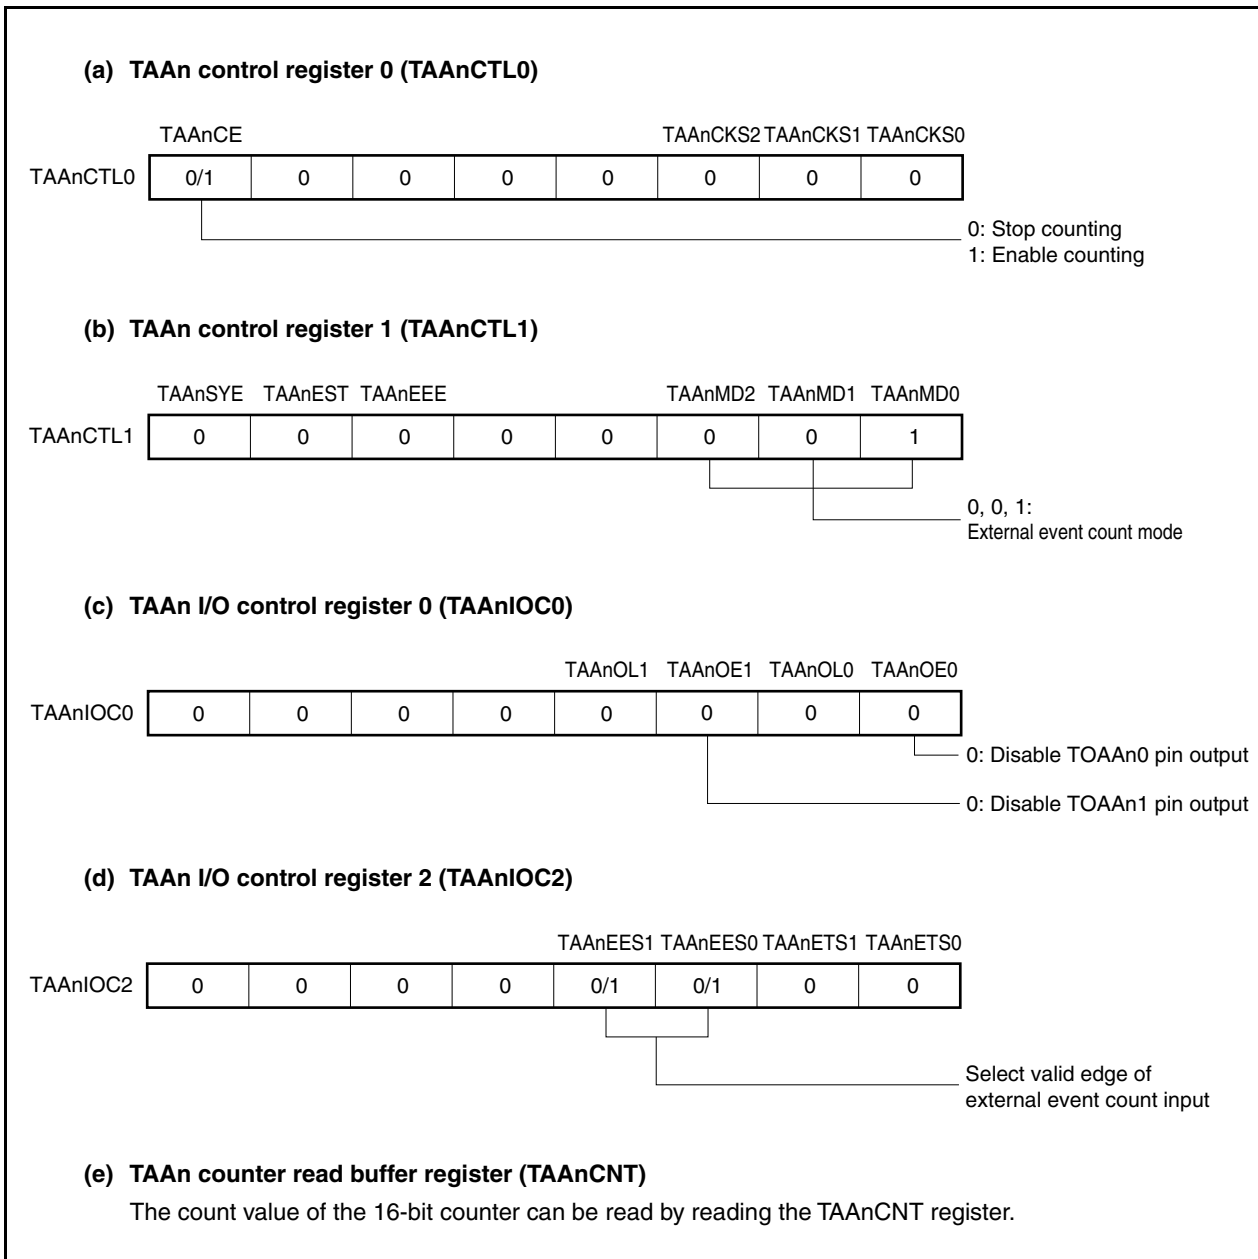 (a) TAAn control register 0 (TAAnCTL0)
TAAnCE TAAnCKS2 TAAnCKS1 TAAnCKS0
TAAnCTL0 0/1 0 0 0 0 0 0 0
0: Stop counting
1: Enable counting
(b) TAAn control register 1 (TAAnCTL1)
TAAnSYE TAAnEST TAAnEEE TAAnMD2 TAAnMD1 TAAnMD0
TAAnCTL1 0 0 0 0 0 0 0 1
0, 0, 1:
External event count mode
(c) TAAn I/O control register 0 (TAAnIOC0)
TAAnOL1 TAAnOE1 TAAnOL0 TAAnOE0
TAAnIOC0 0 0 0 0 0 0 0 0
0: Disable TOAAn0 pin output
0: Disable TOAAn1 pin output
(d) TAAn I/O control register 2 (TAAnIOC2)
TAAnEES1 TAAnEES0 TAAnETS1 TAAnETS0
TAAnIOC2 0 0 0 0 0/1 0/1 0 0
Select valid edge of
external event count input
(e) TAAn counter read buffer register (TAAnCNT)
The count value of the 16-bit counter can be read by reading the TAAnCNT register.